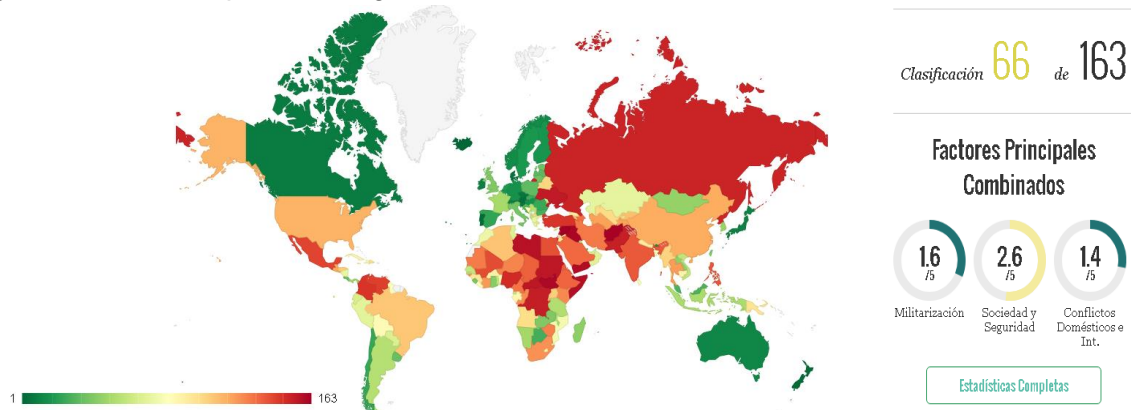 Clasificación 66 de 163
Factores Principales
Combinados
1.6 2.6 1.4
/5 /5 /5
Militarización Sociedad y Conflictos
Seguridad Domésticos e
Int.
Estadísticas Completas
1 163